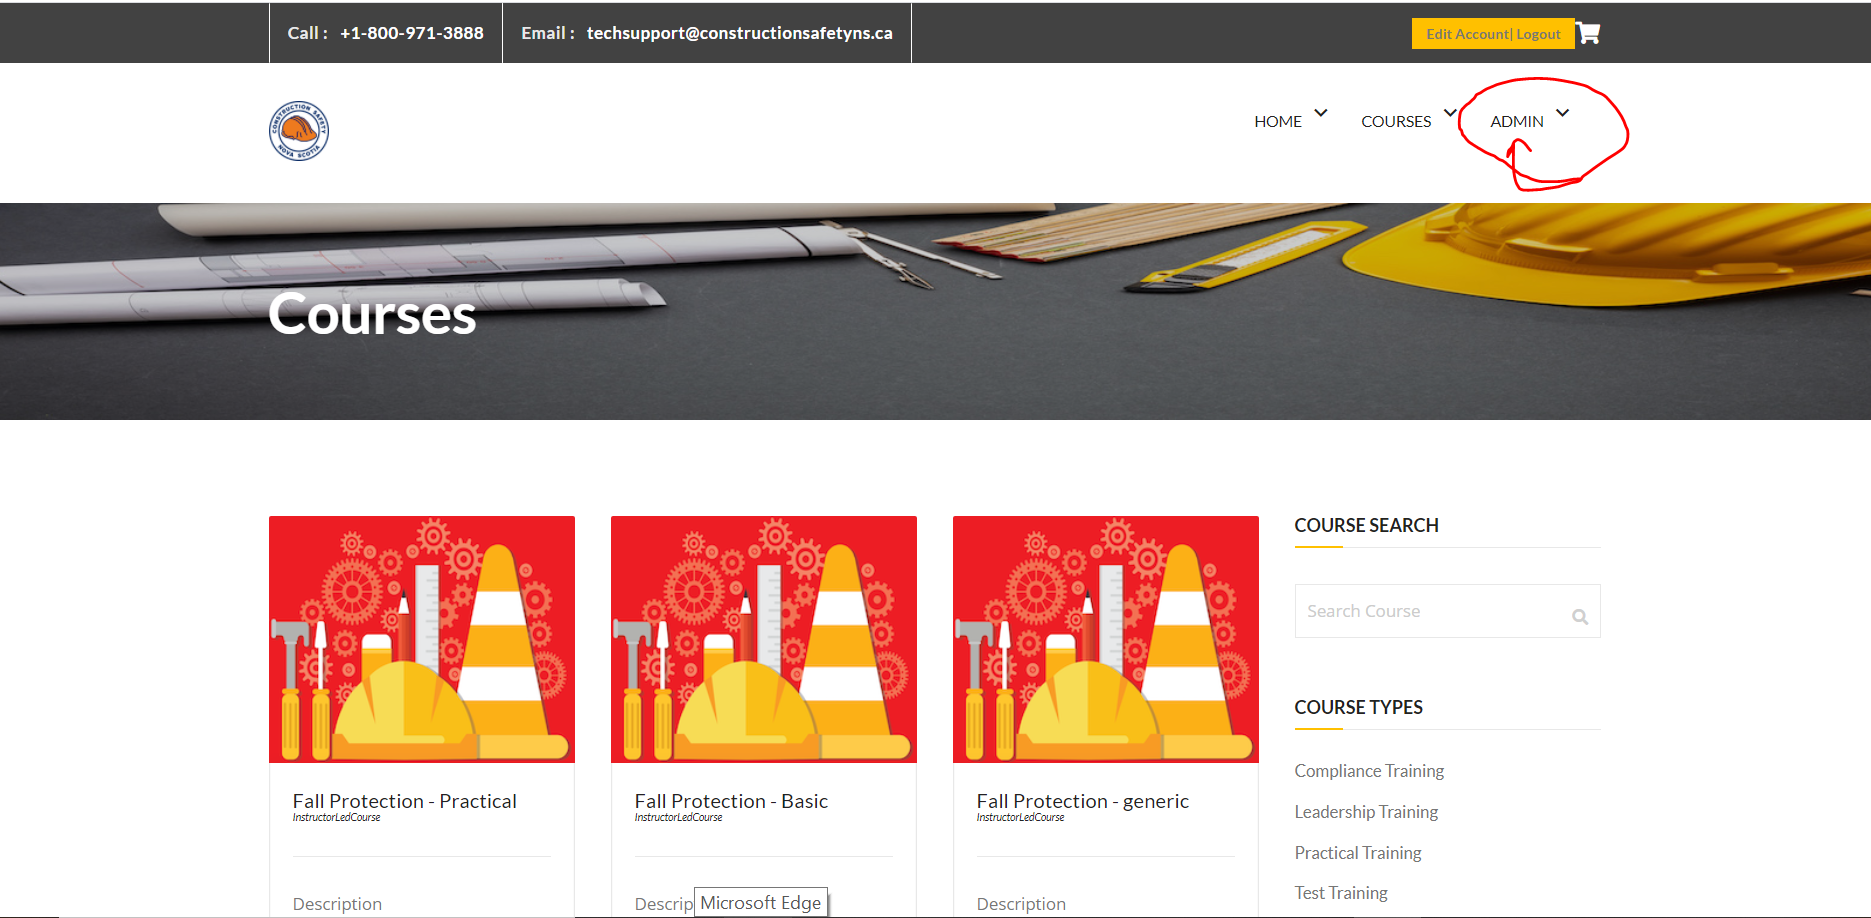 Call : +1-800-971-3888 Email : techsupport@constructionsafetyns.ca Edit Account| Logout
CONSTRUCTION SAFETY
NOVA SCOTIA
HOME COURSES ADMIN
Courses
COURSE SEARCH
Search Course
COURSE TYPES
Compliance Training
Leadership Training
Practical Training
Test Training
Fall Protection - Practical
InstructorLedCourse
Description
Fall Protection - Basic
InstructorLedCourse
Descrip
Microsoft Edge
Fall Protection - generic
InstructorLedCourse
Description